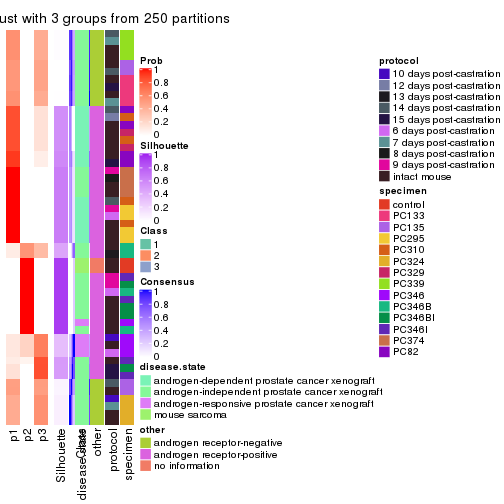 ust with 3 groups from 250 partitions
Prob
1
0.8
0.6
0.4
0.2
0
Silhouette
1
0.8
0.6
0.4
0.2
0
Class
1
2
3
Consensus
1
0.8
0.6
0.4
0.2
0
disease.state
androgen-dependent prostate cancer xenograft
androgen-independent prostate cancer xenograft
androgen-responsive prostate cancer xenograft
mouse sarcoma
other
androgen receptor-negative
androgen receptor-positive
no information
protocol
10 days post-castration
12 days post-castration
13 days post-castration
14 days post-castration
15 days post-castration
6 days post-castration
7 days post-castration
8 days post-castration
9 days post-castration
intact mouse
specimen
control
PC133
PC135
PC295
PC310
PC324
PC329
PC339
PC346
PC346B
PC346BI
PC346I
PC374
PC82
p1
p2
p3
Silhouette
Class
disease.state
other
protocol
specimen